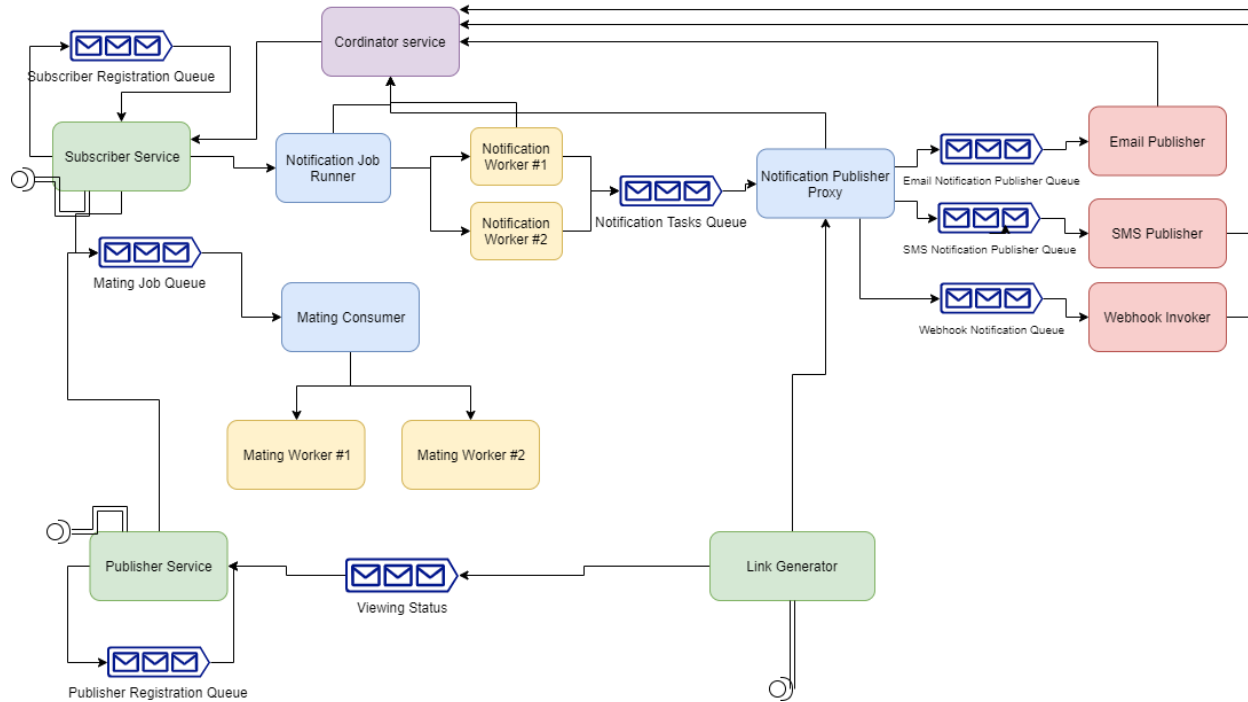 Cordinator service
Subscriber Registration Queue
Subscriber Service
Notification Job
Runner
Notification
Worker #1
Notification
Worker #2
Notification Tasks Queue
Notification Publisher
Proxy
Email Notification Publisher Queue
Email Publisher
SMS Notification Publisher Queue
SMS Publisher
Webhook Notification Queue
Webhook Invoker
Mating Job Queue
Mating Consumer
Mating Worker #1
Mating Worker #2
Publisher Service
Viewing Status
Link Generator
Publisher Registration Queue